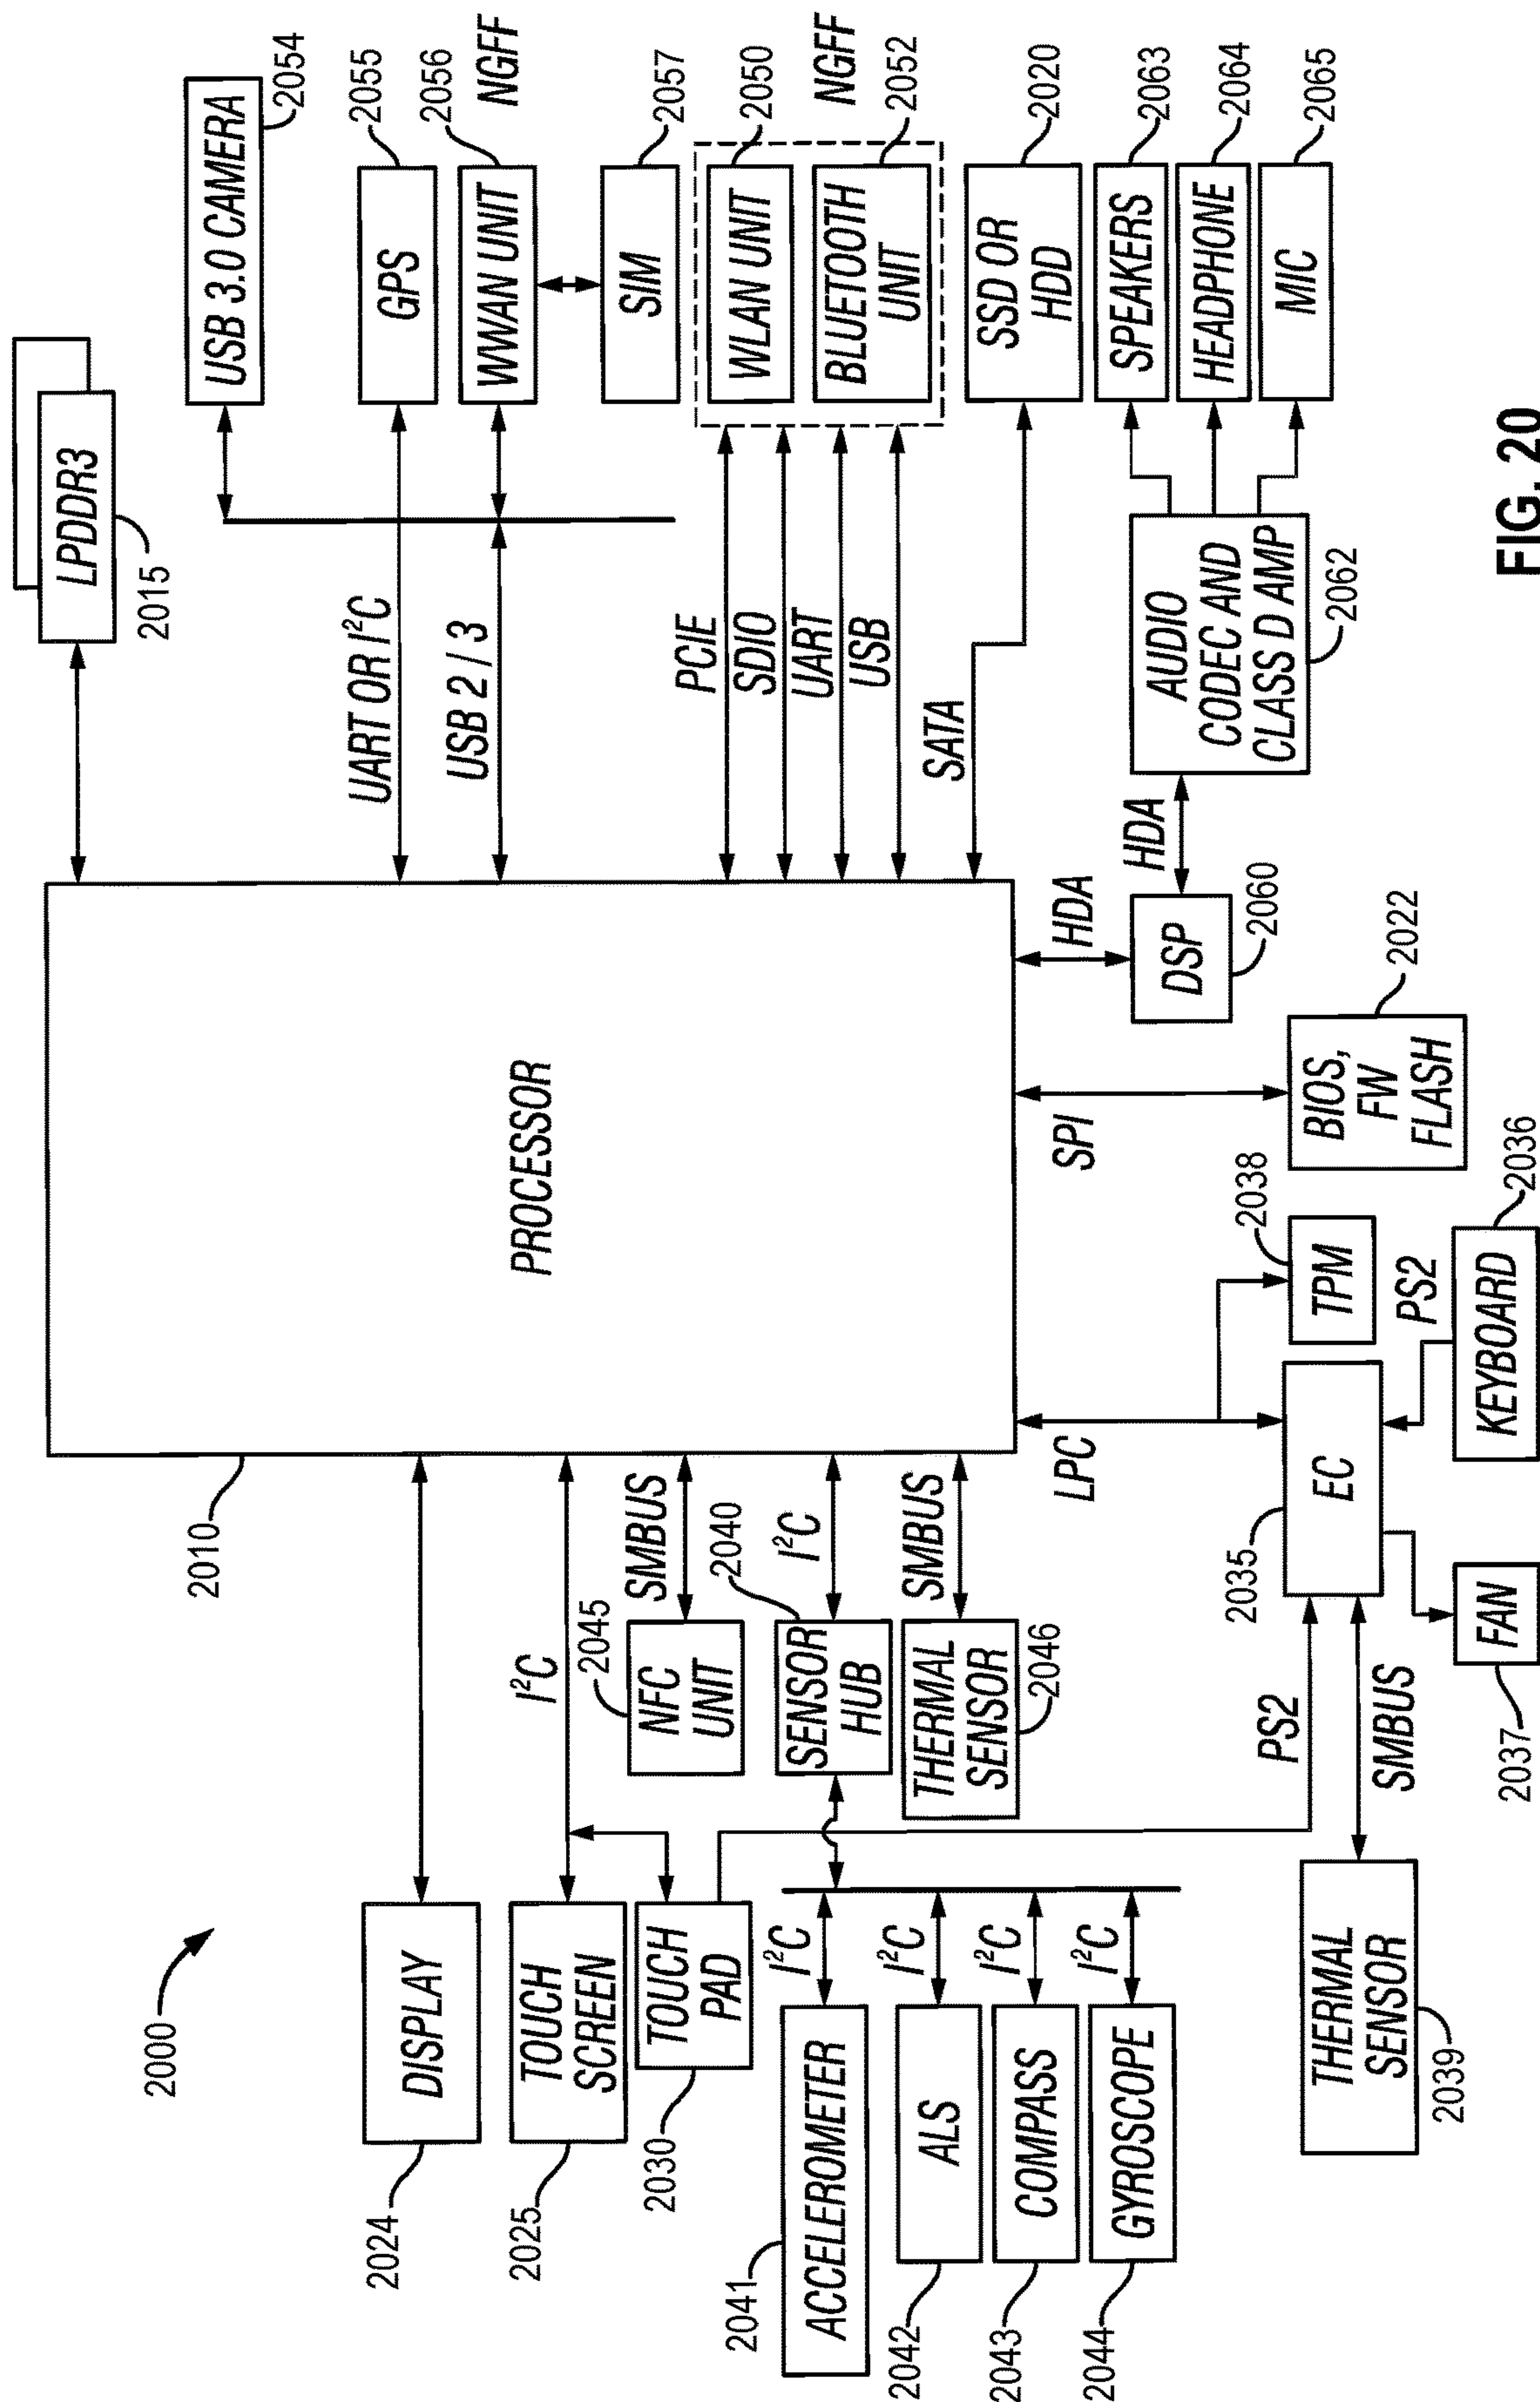 2000
2024
DISPLAY
2025
TOUCH
SCREEN
I²C
2030
TOUCH
PAD
2045
NFC
UNIT
SMBUS
2040
SENSOR
HUB
I²C
THERMAL
SENSOR
2046
SMBUS
2041
ACCELEROMETER
I²C
2042
ALS
I²C
2043
COMPASS
I²C
2044
GYROSCOPE
I²C
THERMAL
SENSOR
2039
PS2
SMBUS
2010
PROCESSOR
LPC
2035
EC
FAN
2037
2038
TPM
PS2
KEYBOARD
2036
SPI
BIOS,
FW
FLASH
2022
HDA
DSP
2060
HDA
AUDIO
CODEC AND
CLASS D AMP
2062
LPDDR3
2015
USB 3.0 CAMERA
2054
UART OR I²C
GPS
2055
USB 2 / 3
WWAN UNIT
2056
NGFF
SIM
2057
PCIE
SDIO
UART
USB
WLAN UNIT
2050
BLUETOOTH
UNIT
NGFF
2052
SATA
SSD OR
HDD
2020
SPEAKERS
2063
HEADPHONE
2064
MIC
2065
FIG. 20